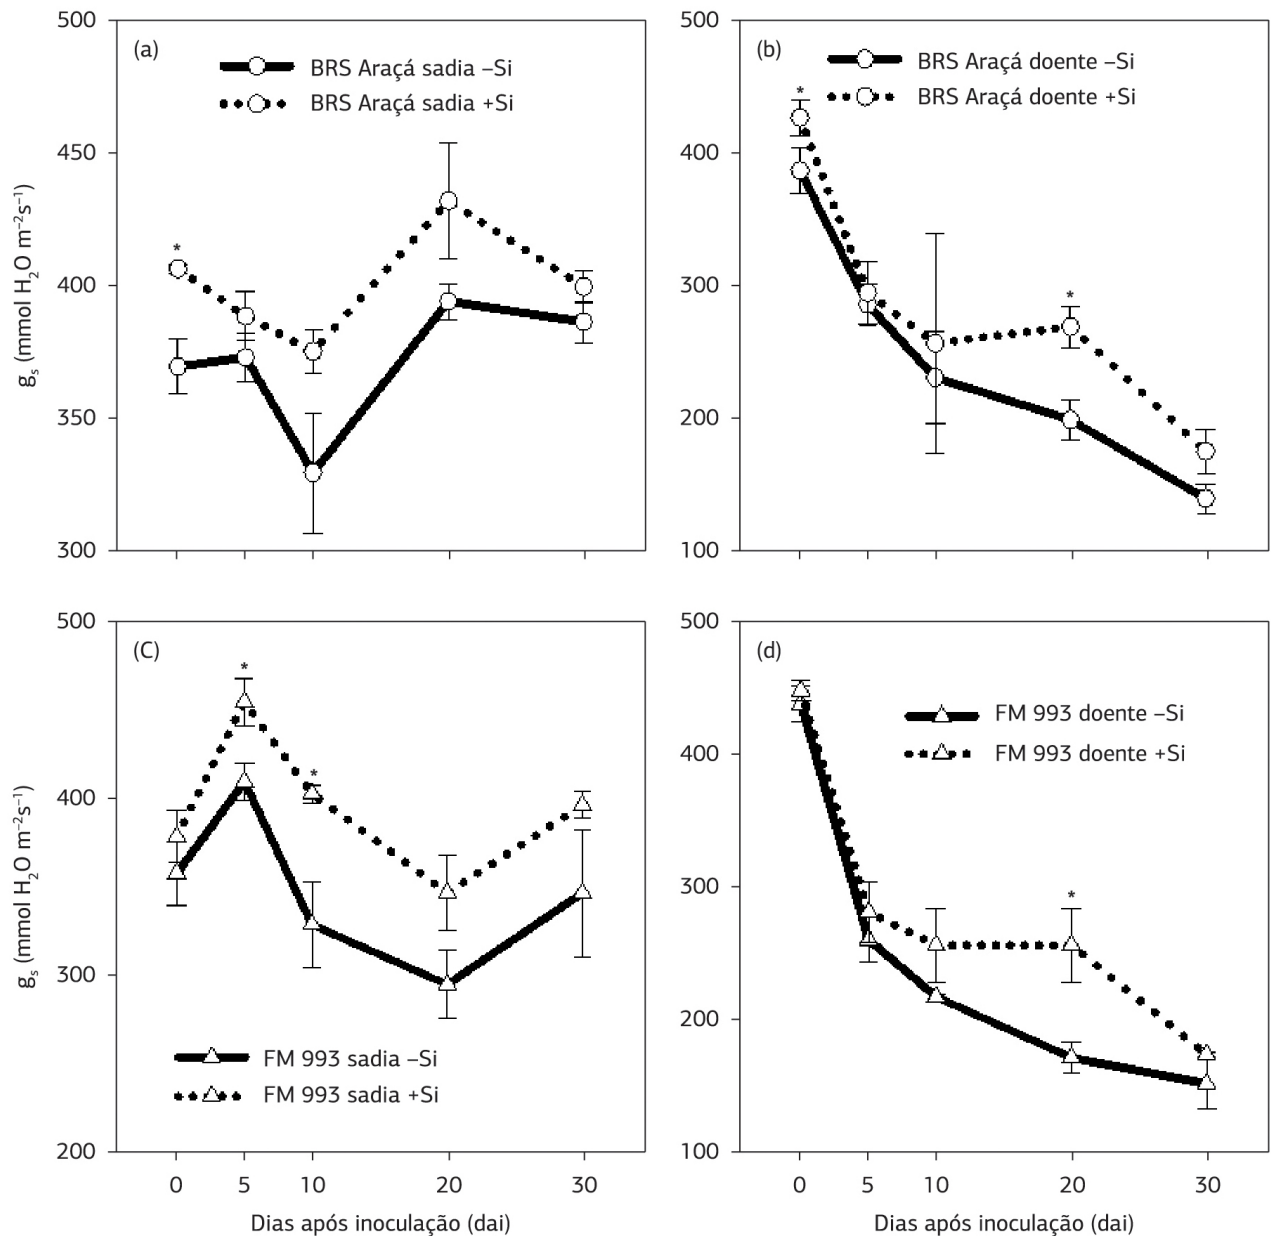 500
450
400
350
300
g_s (mmol H₂O m⁻²s⁻¹)
(a)
BRS Araçá sadia –Si
BRS Araçá sadia +Si
*
500
400
300
200
100
(b)
BRS Araçá doente –Si
BRS Araçá doente +Si
*
*
500
400
300
200
g_s (mmol H₂O m⁻²s⁻¹)
(C)
*
*
FM 993 sadia –Si
FM 993 sadia +Si
0 5 10 20 30
Dias após inoculação (dai)
500
400
300
200
100
(d)
FM 993 doente –Si
FM 993 doente +Si
*
0 5 10 20 30
Dias após inoculação (dai)